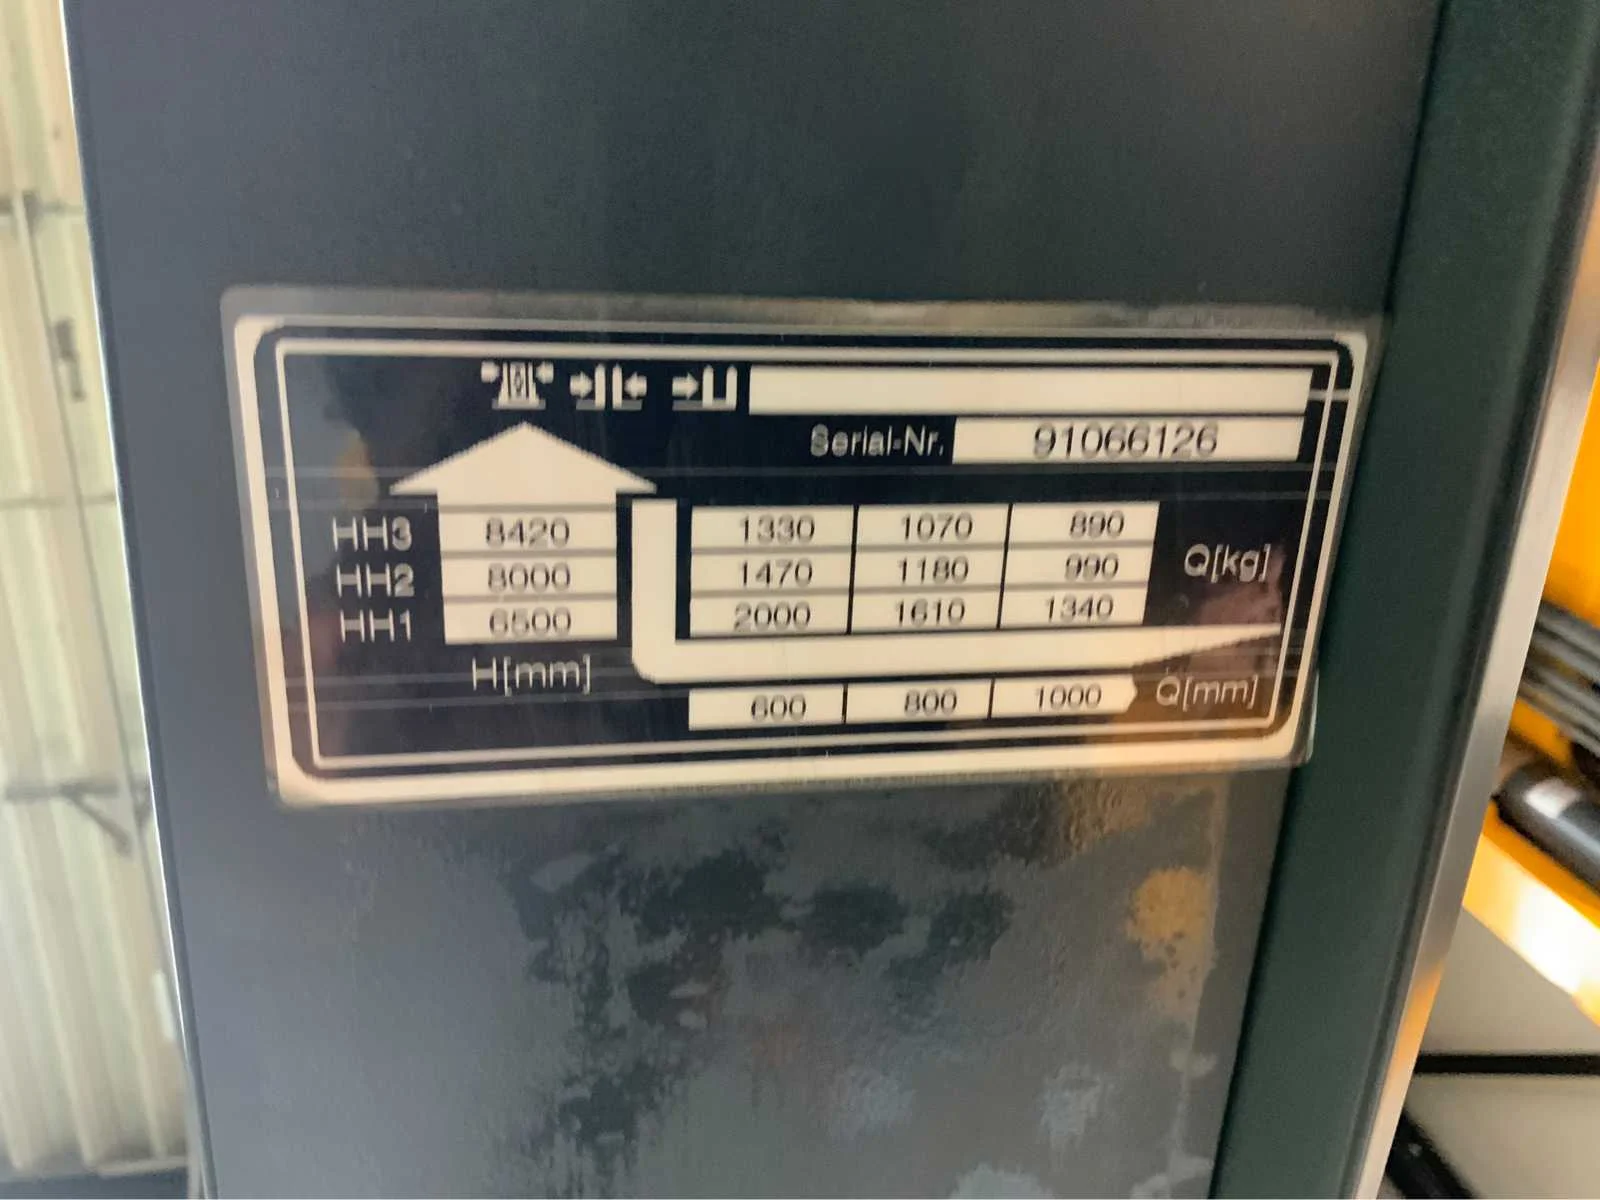 Serial-Nr. 91066126
HH3 8420 1330 1070 890
HH2 8000 1470 1180 990 Q[kg]
HH1 6500 2000 1610 1340
H[mm]
600 800 1000 Q[mm]